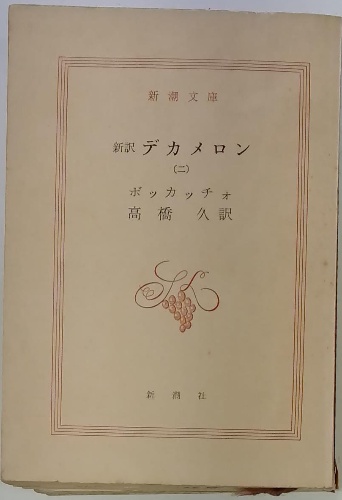 新潮文庫
新訳 デカメロン
(二)
ボッカッチォ
高橋 久訳
新潮社